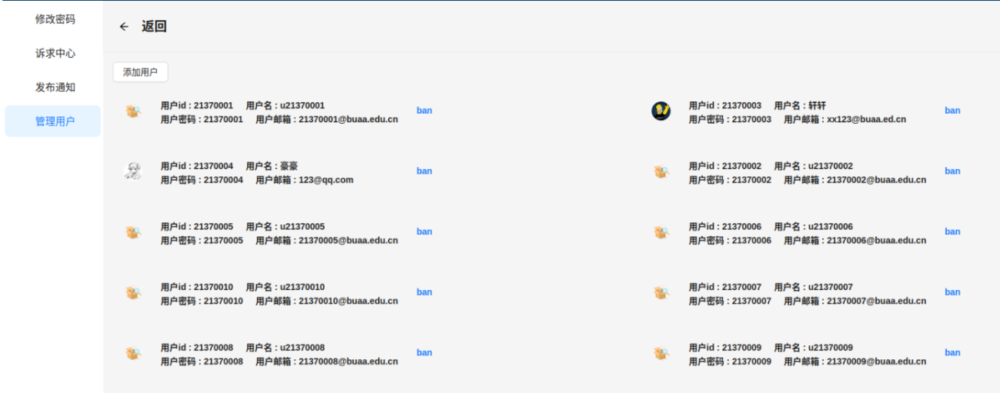 修改密码
诉求中心
发布通知
管理用户
← 返回
添加用户
用户id : 21370001 用户名 : u21370001
用户密码 : 21370001 用户邮箱 : 21370001@buaa.edu.cn
ban
用户id : 21370003 用户名 : 轩轩
用户密码 : 21370003 用户邮箱 : xx123@buaa.ed.cn
ban
用户id : 21370004 用户名 : 豪豪
用户密码 : 21370004 用户邮箱 : 123@qq.com
ban
用户id : 21370002 用户名 : u21370002
用户密码 : 21370002 用户邮箱 : 21370002@buaa.edu.cn
ban
用户id : 21370005 用户名 : u21370005
用户密码 : 21370005 用户邮箱 : 21370005@buaa.edu.cn
ban
用户id : 21370006 用户名 : u21370006
用户密码 : 21370006 用户邮箱 : 21370006@buaa.edu.cn
ban
用户id : 21370010 用户名 : u21370010
用户密码 : 21370010 用户邮箱 : 21370010@buaa.edu.cn
ban
用户id : 21370007 用户名 : u21370007
用户密码 : 21370007 用户邮箱 : 21370007@buaa.edu.cn
ban
用户id : 21370008 用户名 : u21370008
用户密码 : 21370008 用户邮箱 : 21370008@buaa.edu.cn
ban
用户id : 21370009 用户名 : u21370009
用户密码 : 21370009 用户邮箱 : 21370009@buaa.edu.cn
ban